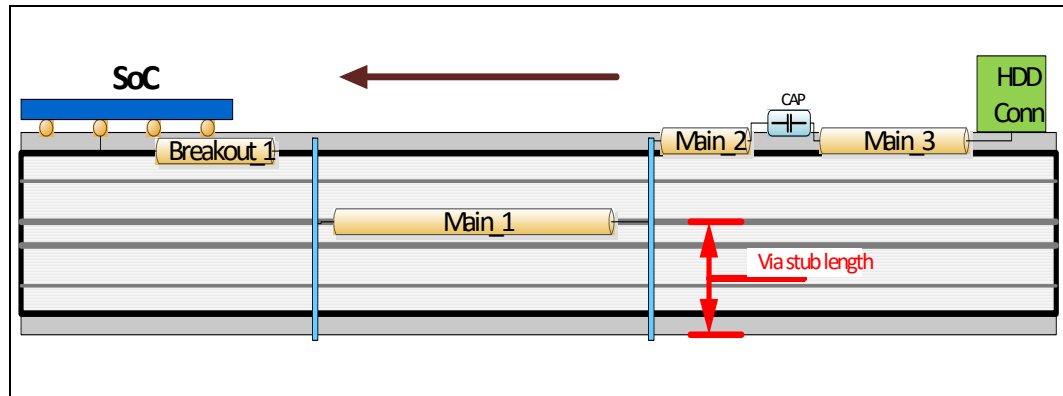 SoC
HDD
Conn
CAP
Breakout_1
Main_2
Main_3
Main_1
Via stub length